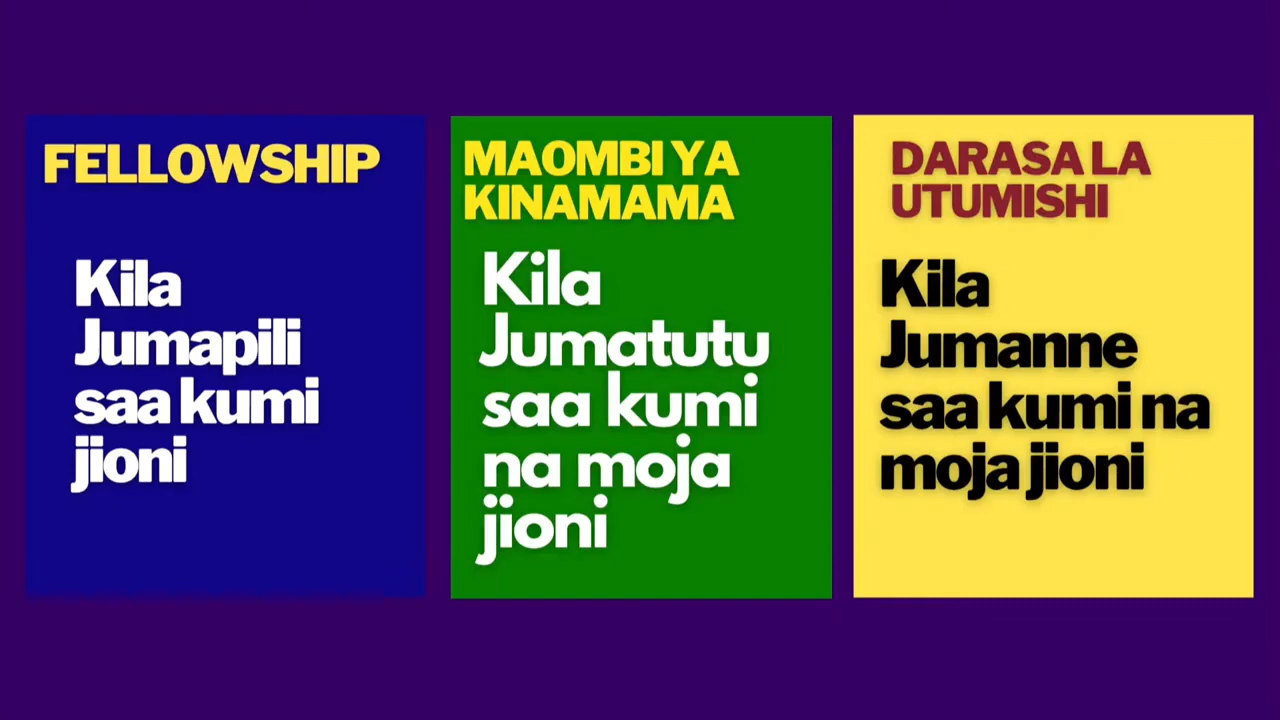 FELLOWSHIP
Kila
Jumapili
saa kumi
jioni
MAOMBI YA
KINAMAMA
Kila
Jumatutu
saa kumi
na moja
jioni
DARASA LA
UTUMISHI
Kila
Jumanne
saa kumi na
moja jioni